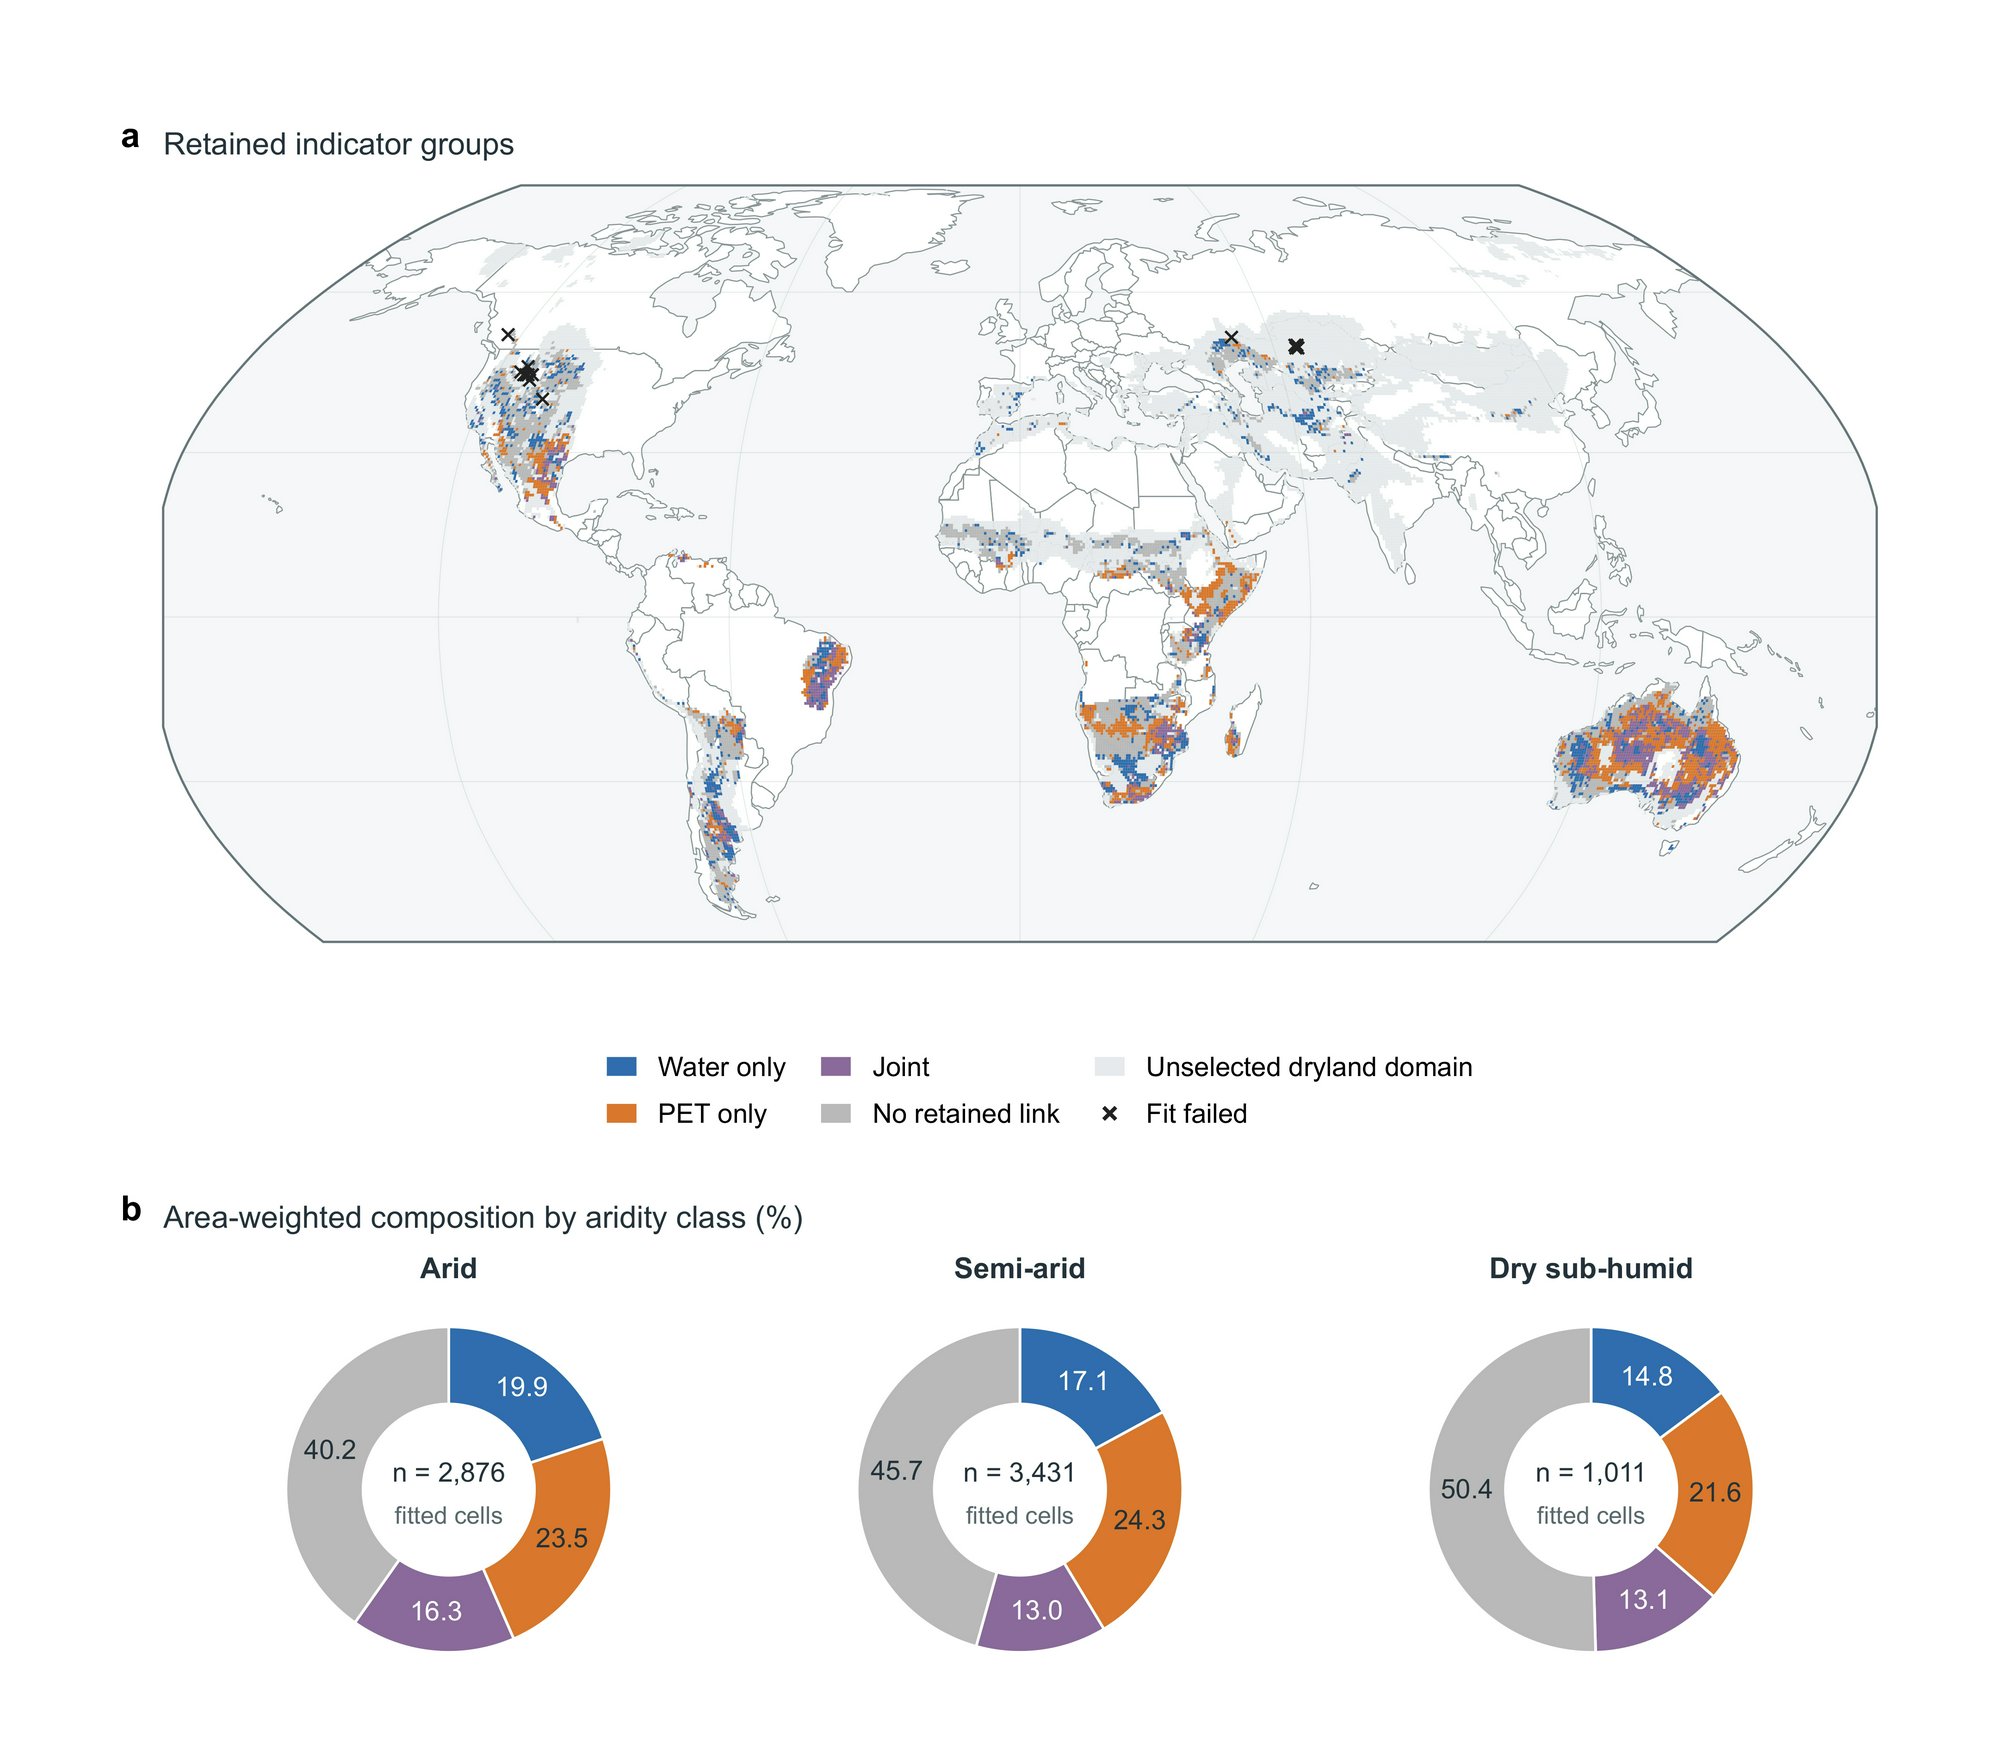 a Retained indicator groups
Water only
Joint
Unselected dryland domain
PET only
No retained link
Fit failed
b Area-weighted composition by aridity class (%)
Arid
19.9
40.2
n = 2,876
fitted cells
23.5
16.3
Semi-arid
17.1
45.7
n = 3,431
fitted cells
24.3
13.0
Dry sub-humid
14.8
50.4
n = 1,011
fitted cells
21.6
13.1